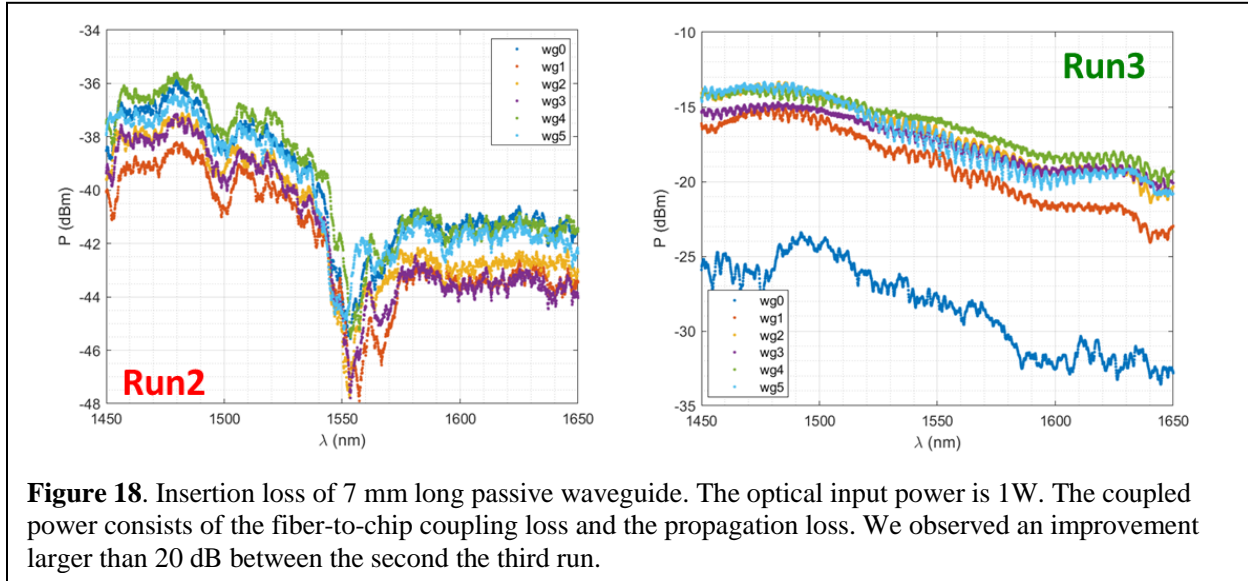 -34
-36
-38
-40
-42
-44
-46
-48
P (dBm)
1450
1500
1550
1600
1650
λ (nm)
wg0
wg1
wg2
wg3
wg4
wg5
Run2
-10
-15
-20
-25
-30
-35
P (dBm)
1450
1500
1550
1600
1650
λ (nm)
wg0
wg1
wg2
wg3
wg4
wg5
Run3
Figure 18. Insertion loss of 7 mm long passive waveguide. The optical input power is 1W. The coupled
power consists of the fiber-to-chip coupling loss and the propagation loss. We observed an improvement
larger than 20 dB between the second the third run.